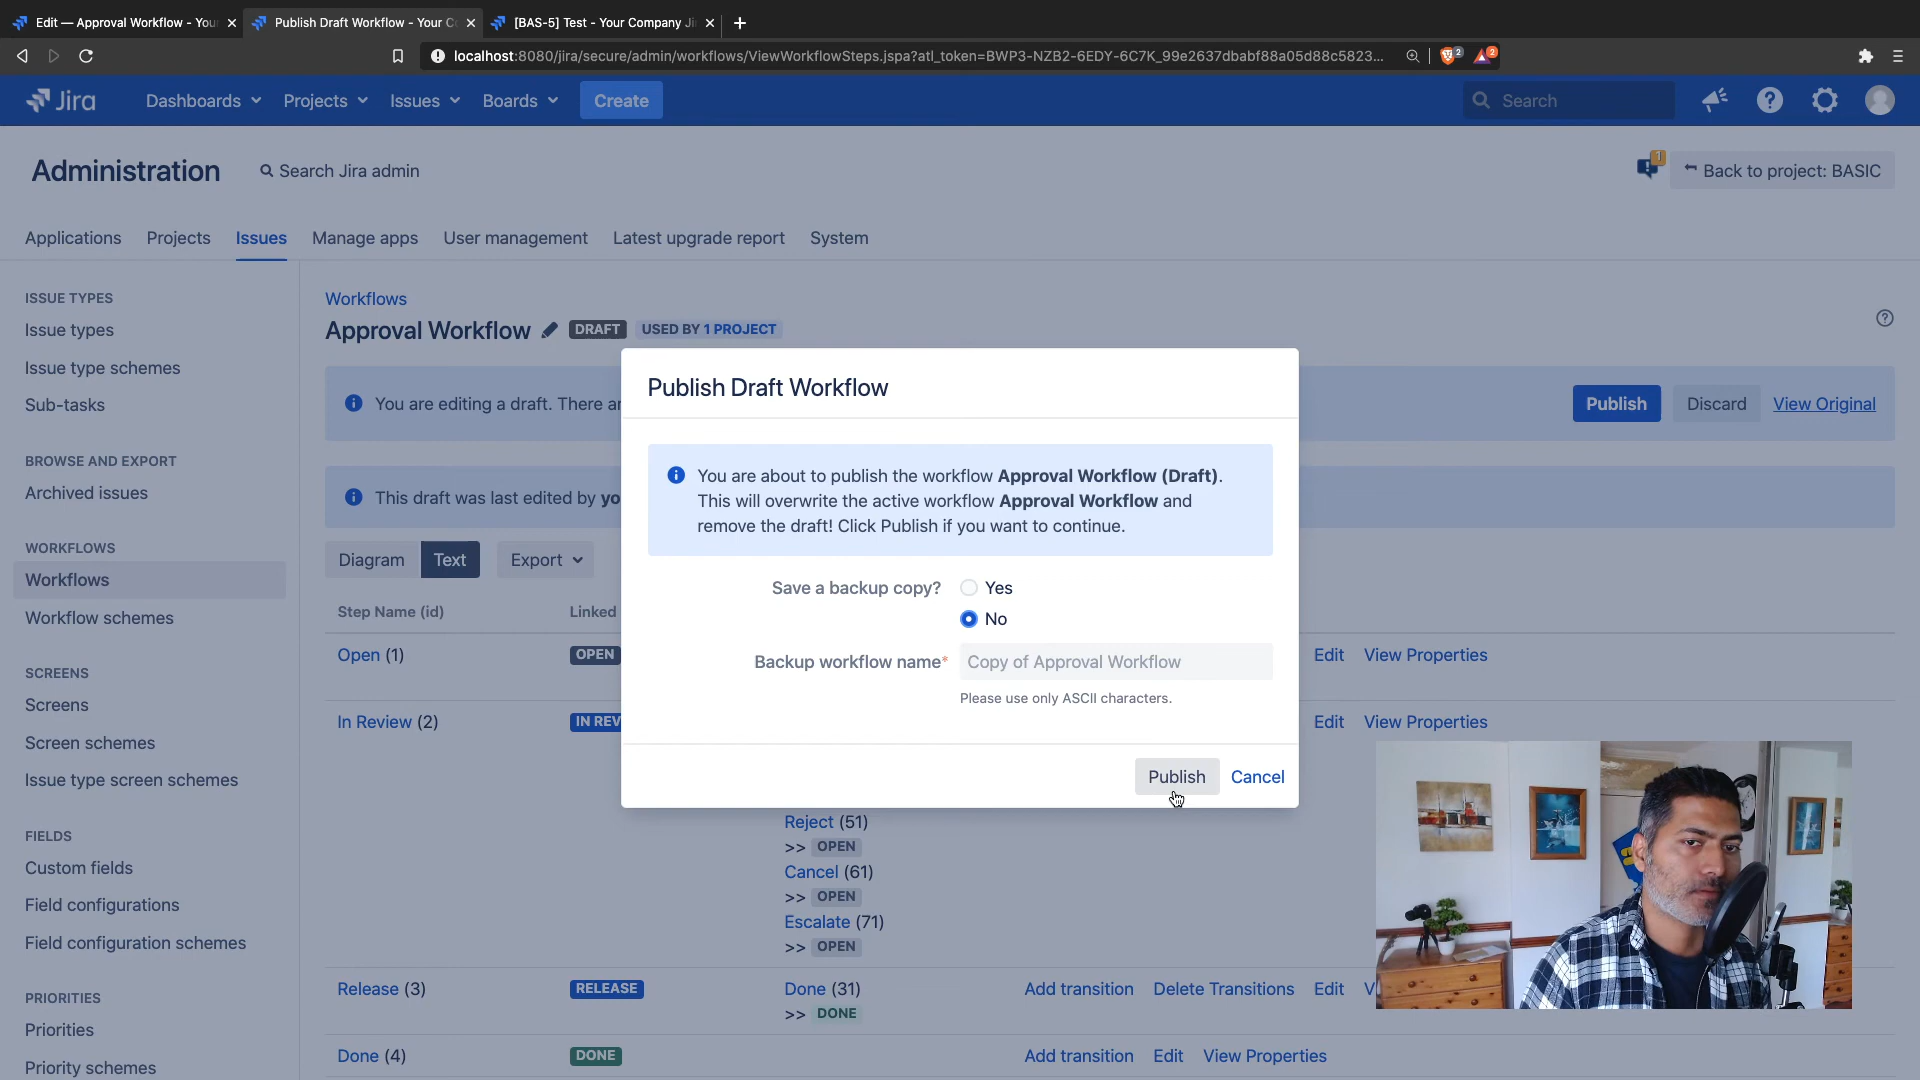 Edit — Approval Workflow - You
Publish Draft Workflow - Your C
[BAS-5] Test - Your Company Ji
localhost:8080/jira/secure/admin/workflows/ViewWorkflowSteps.jspa?atl_token=BWP3-NZB2-6EDY-6C7K_99e2637dbabf88a05d88c5823...
2
2
Jira
Dashboards
Projects
Issues
Boards
Create
Search
Administration
Search Jira admin
1
Back to project: BASIC
Applications
Projects
Issues
Manage apps
User management
Latest upgrade report
System
ISSUE TYPES
Issue types
Issue type schemes
Sub-tasks
BROWSE AND EXPORT
Archived issues
WORKFLOWS
Workflows
Workflow schemes
SCREENS
Screens
Screen schemes
Issue type screen schemes
FIELDS
Custom fields
Field configurations
Field configuration schemes
PRIORITIES
Priorities
Priority schemes
Workflows
Approval Workflow DRAFT USED BY 1 PROJECT
You are editing a draft. There
Publish Discard View Original
This draft was last edited by
Diagram Text Export
Step Name (id) Linked
Open (1) OPEN Edit View Properties
In Review (2) IN REV Edit View Properties
Publish Draft Workflow
You are about to publish the workflow Approval Workflow (Draft).
This will overwrite the active workflow Approval Workflow and
remove the draft! Click Publish if you want to continue.
Save a backup copy? Yes
No
Backup workflow name* Copy of Approval Workflow
Please use only ASCII characters.
Publish Cancel
Reject (51)
>> OPEN
Cancel (61)
>> OPEN
Escalate (71)
>> OPEN
Release (3) RELEASE Done (31) Add transition Delete Transitions Edit
>> DONE
Done (4) DONE Add transition Edit View Properties